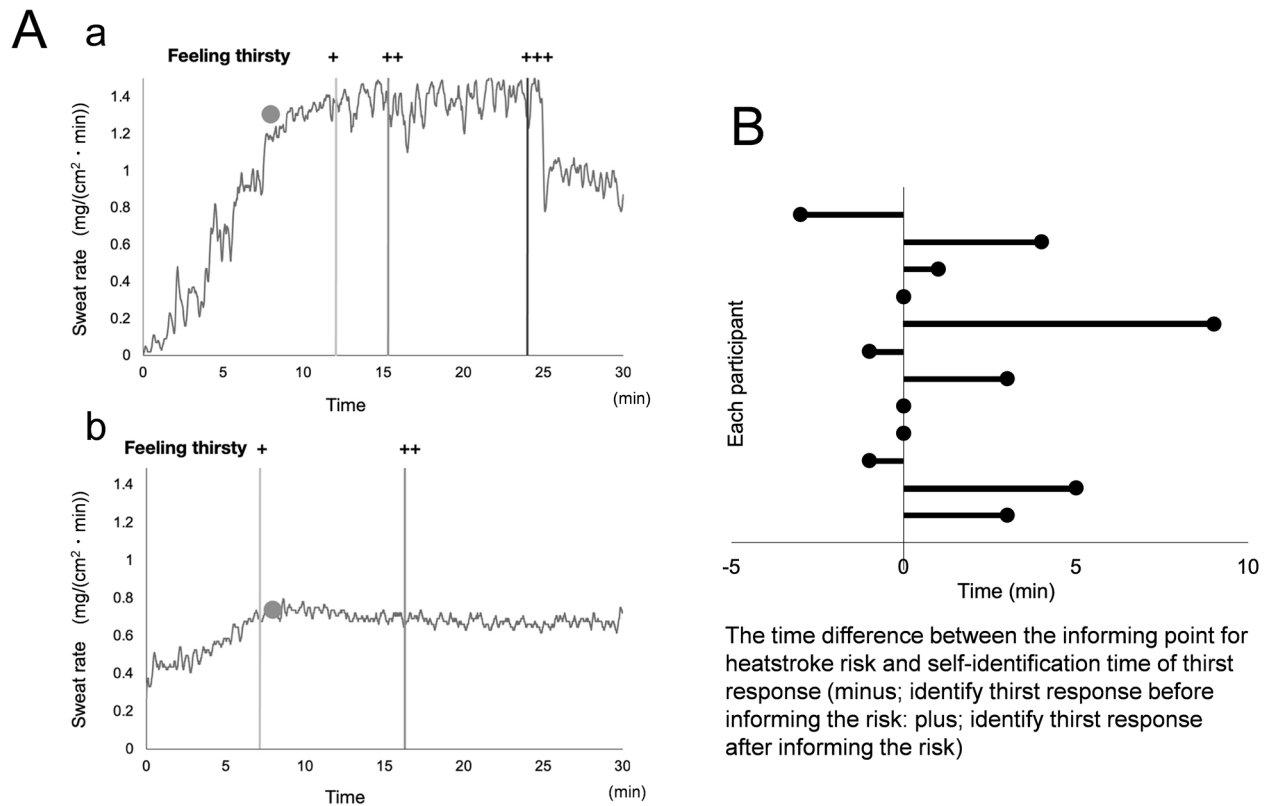 A
a
Feeling thirsty + ++ +++
Sweat rate (mg/(cm² · min))
1.4
1.2
1
0.8
0.6
0.4
0.2
0
0 5 10 15 20 25 30
Time
(min)
b
Feeling thirsty + ++
Sweat rate (mg/(cm² · min))
1.4
1.2
1
0.8
0.6
0.4
0.2
0
0 5 10 15 20 25 30
Time
(min)
B
Each participant
-5 0 5 10
Time (min)
The time difference between the informing point for
heatstroke risk and self-identification time of thirst
response (minus; identify thirst response before
informing the risk: plus; identify thirst response
after informing the risk)